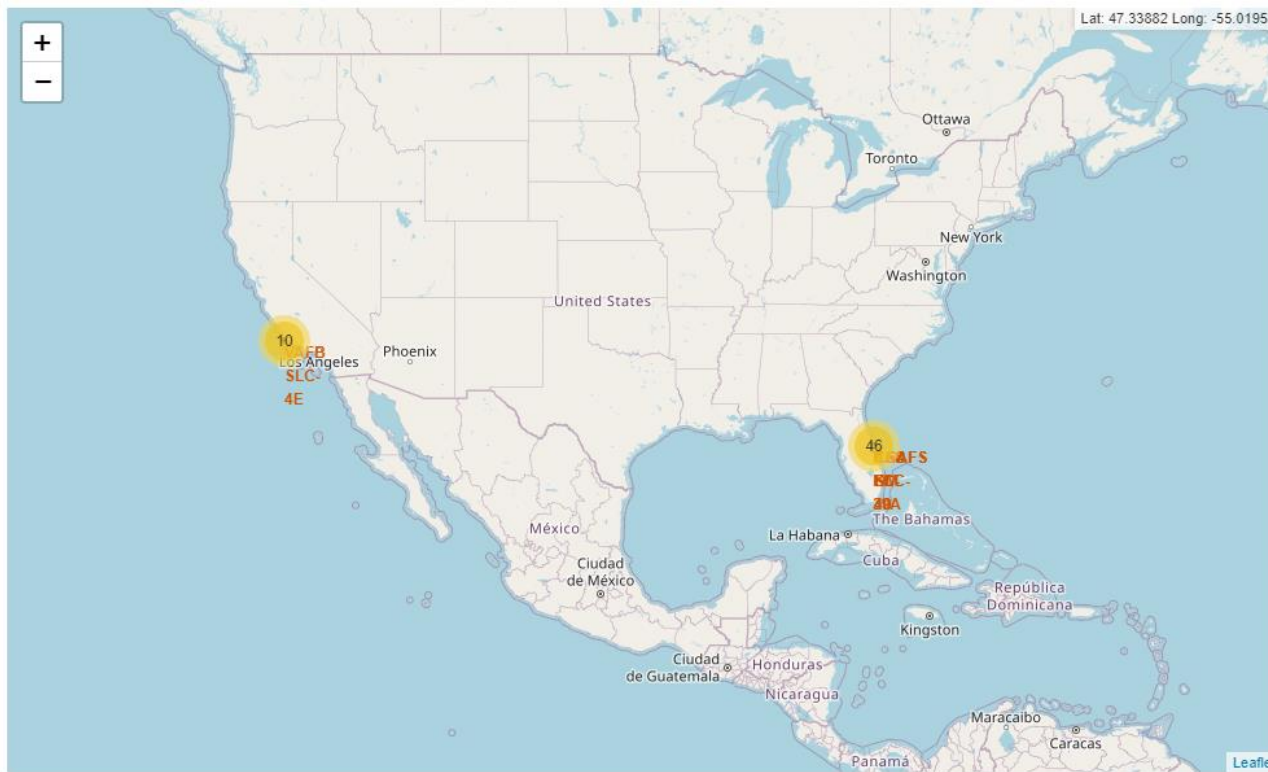 Lat: 47.33882 Long: -55.0195
+
−
Ottawa
Toronto
New York
Washington
United States
10
VAFB
Los Angeles
Phoenix
SLC-
4E
46
The Bahamas
La Habana
México
Cuba
Ciudad
de México
República
Dominicana
Kingston
Ciudad
de Guatemala
Honduras
Nicaragua
Maracaibo
Caracas
Panamá
Leafle